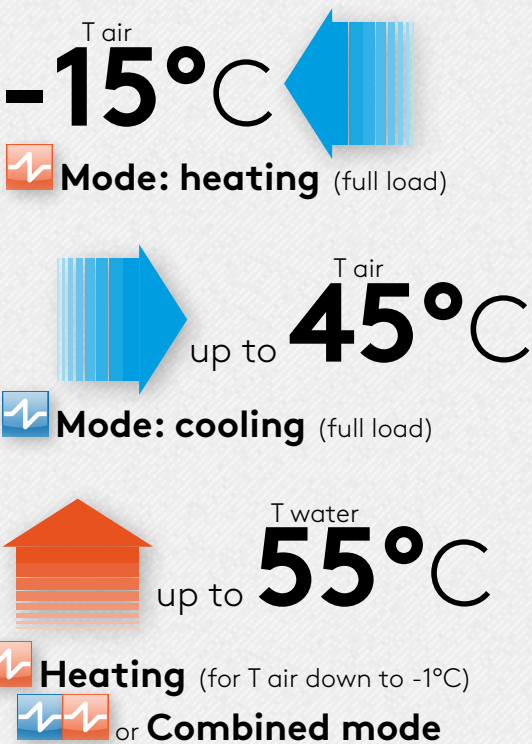 T air
-15°C
Mode: heating (full load)
T air
up to 45°C
Mode: cooling (full load)
T water
up to 55°C
Heating (for T air down to -1°C)
or Combined mode